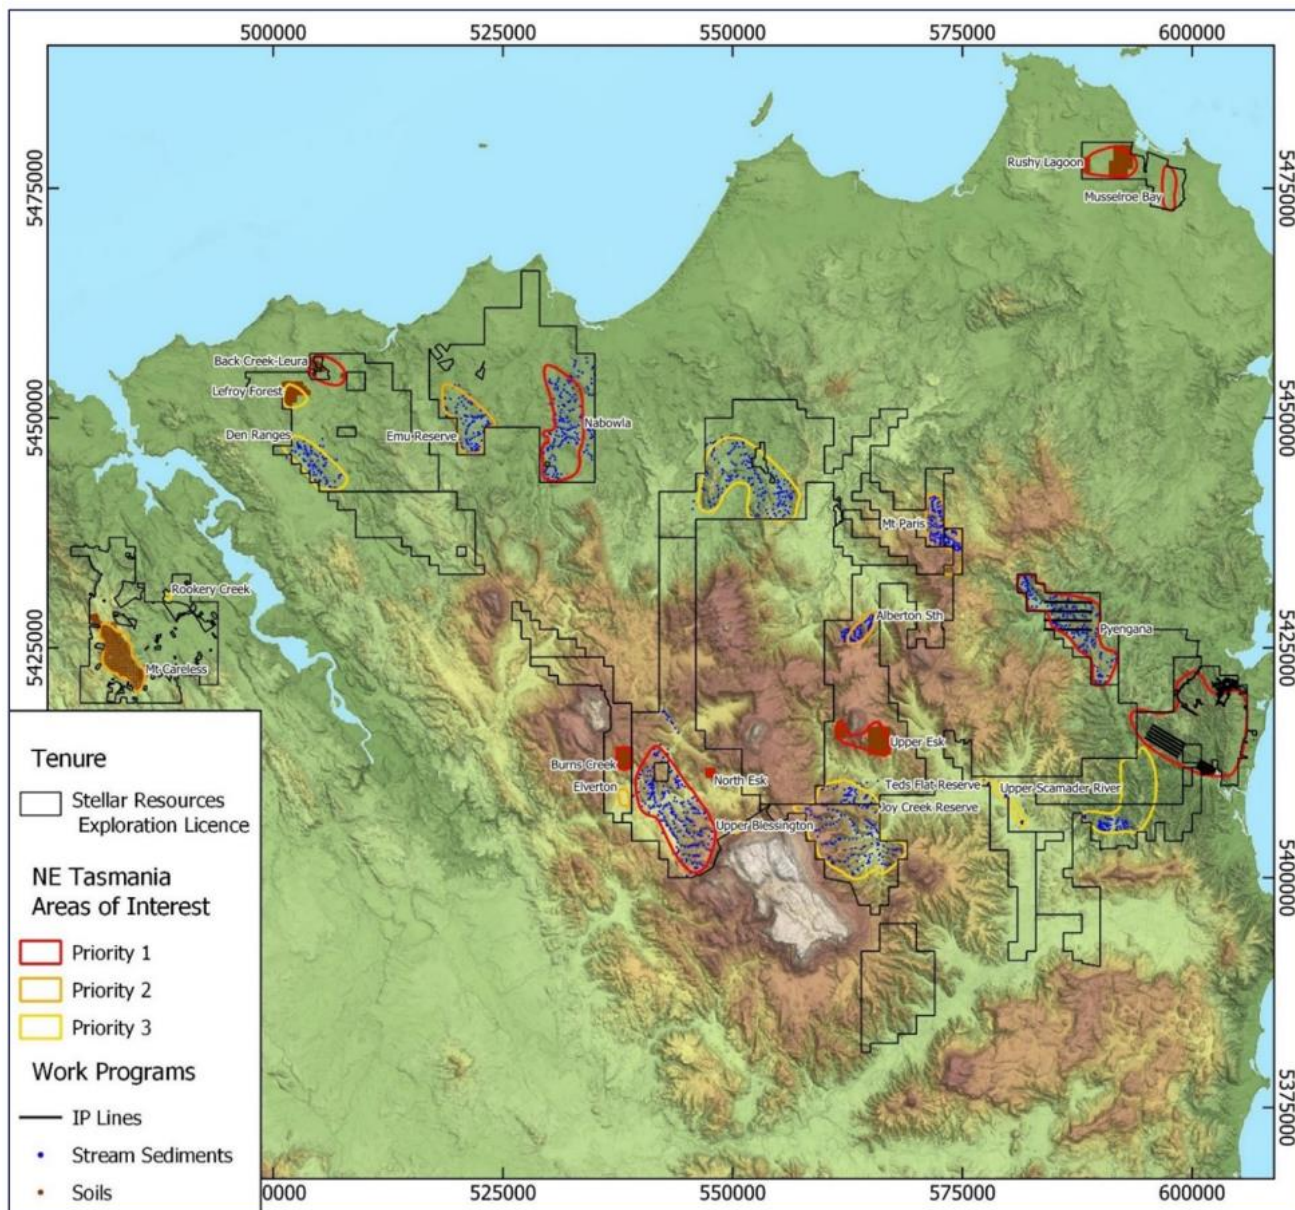 500000 525000 550000 575000 600000
5475000 5475000
Rushy Lagoon
Musselroe Bay
Back Creek-Leura
Lefroy Forest
5450000 5450000
Den Ranges
Emu Reserve
Nabowla
Mt Paris
Rookery Creek
Alberton Sth
Pyengana
5425000 5425000
Mt Careless
Upper Esk
Burns Creek
North Esk
Elverton
Teds Flat Reserve
Upper Scamader River
Joy Creek Reserve
Upper Blessington
5400000
5375000
Tenure
Stellar Resources
Exploration Licence
NE Tasmania
Areas of Interest
Priority 1
Priority 2
Priority 3
Work Programs
IP Lines
Stream Sediments
Soils
500000 525000 550000 575000 600000